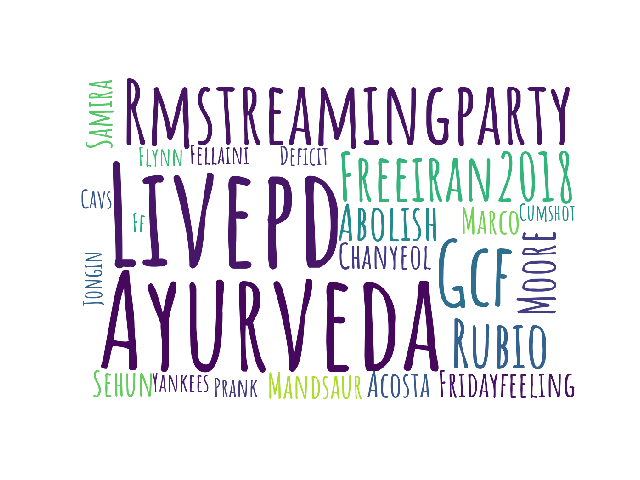 Samira
Rmstreamingparty
Flynn
Fellaini
Deficit
Freeiran2018
Livepd
Cavs
Ff
Abolish
Marco
Cumshot
Chanyeol
Gcf
Moore
Jongin
Ayurveda
Rubio
Sehun
Yankees
Prank
Mandsaur
Acosta
Fridayfeeling